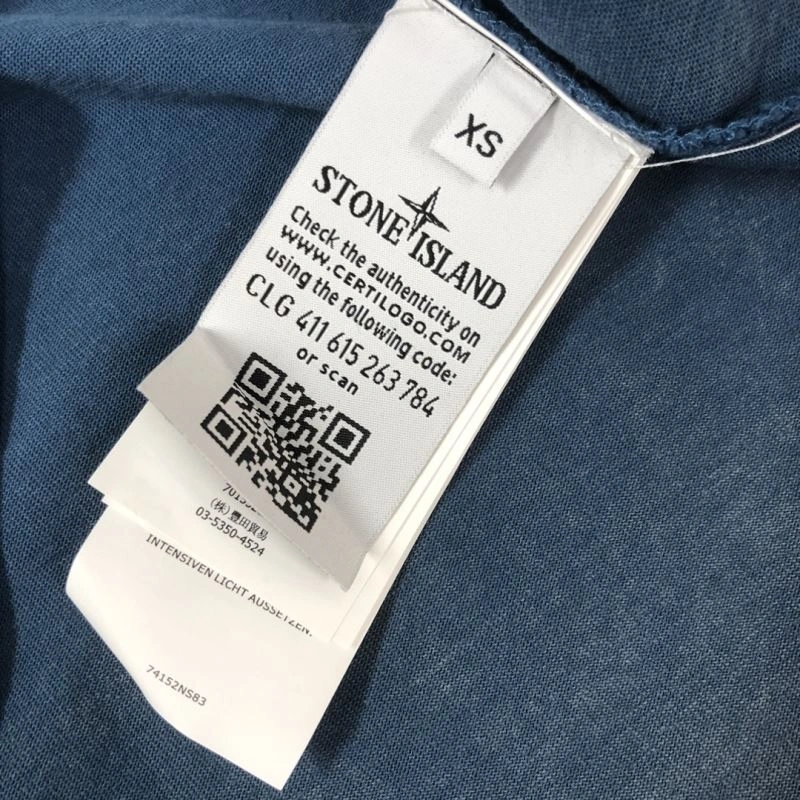 XS
STONE ISLAND
Check the authenticity on
WWW.CERTILOGO.COM
using the following code:
CLG 411 615 263 784
or scan
(株)豊田貿易
03-5350-4524
INTENSIVEN LICHT AUSSETZEN.
74152NS83